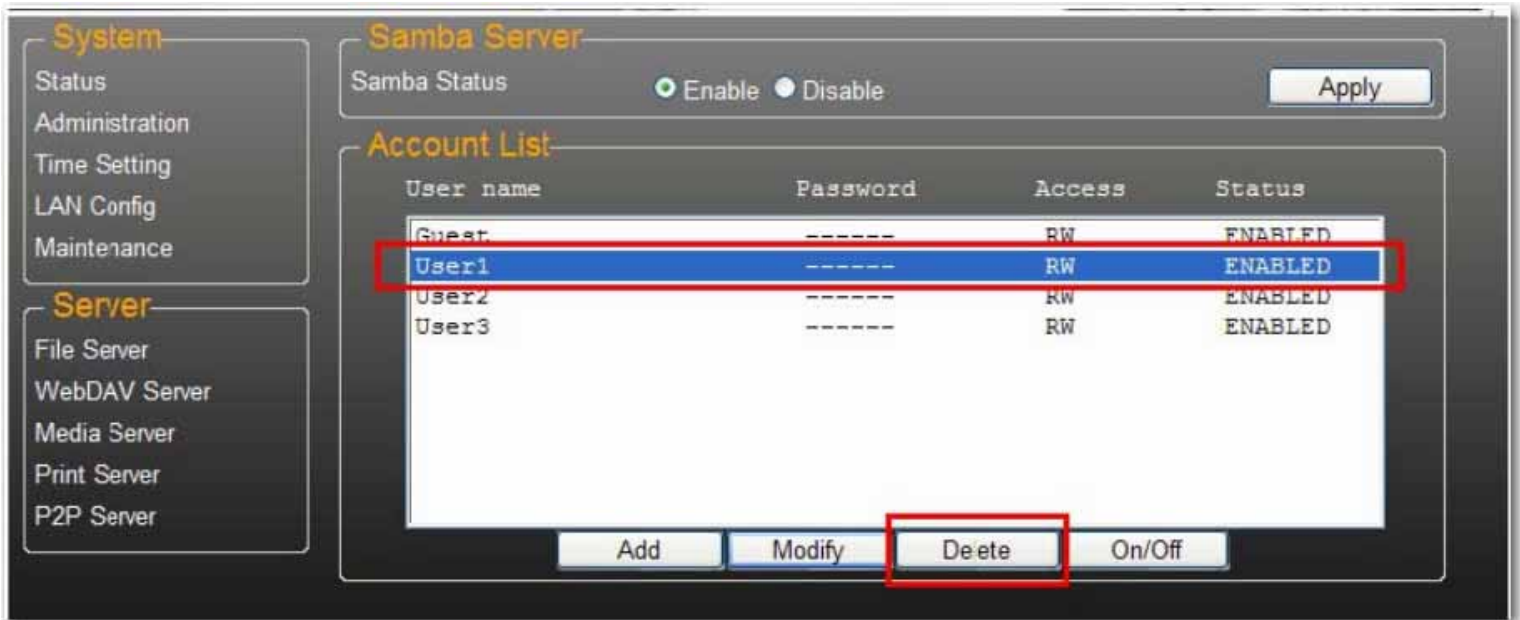 System
Status
Administration
Time Setting
LAN Config
Maintenance
Server
File Server
WebDAV Server
Media Server
Print Server
P2P Server
Samba Server
Samba Status Enable Disable Apply
Account List
User name Password Access Status
Guest ------ RW ENABLED
User1 ------ RW ENABLED
User2 ------ RW ENABLED
User3 ------ RW ENABLED
Add Modify Delete On/Off